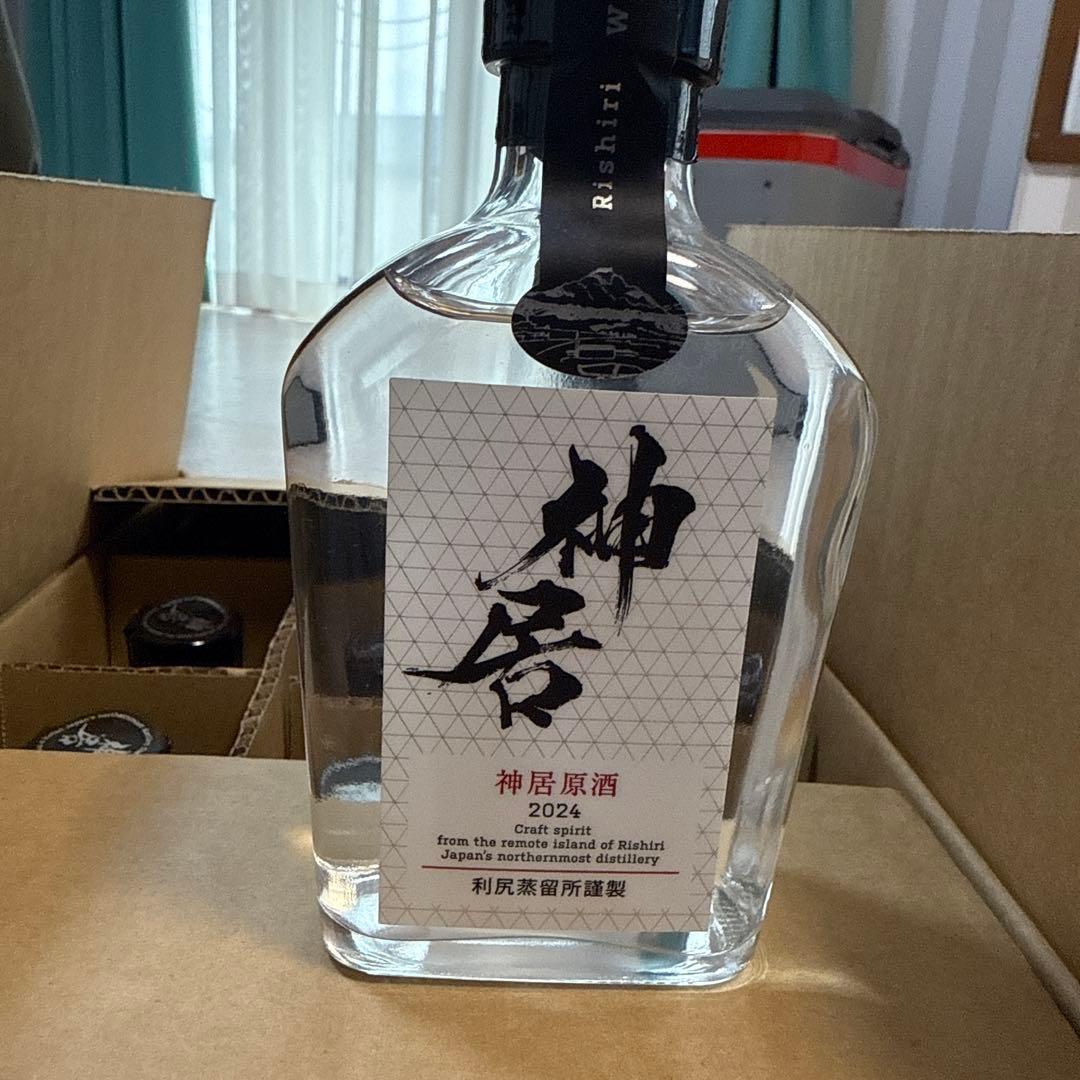 Rishiri W
神居
神居原酒
2024
Craft spirit
from the remote island of Rishiri
Japan's northernmost distillery
利尻蒸留所謹製